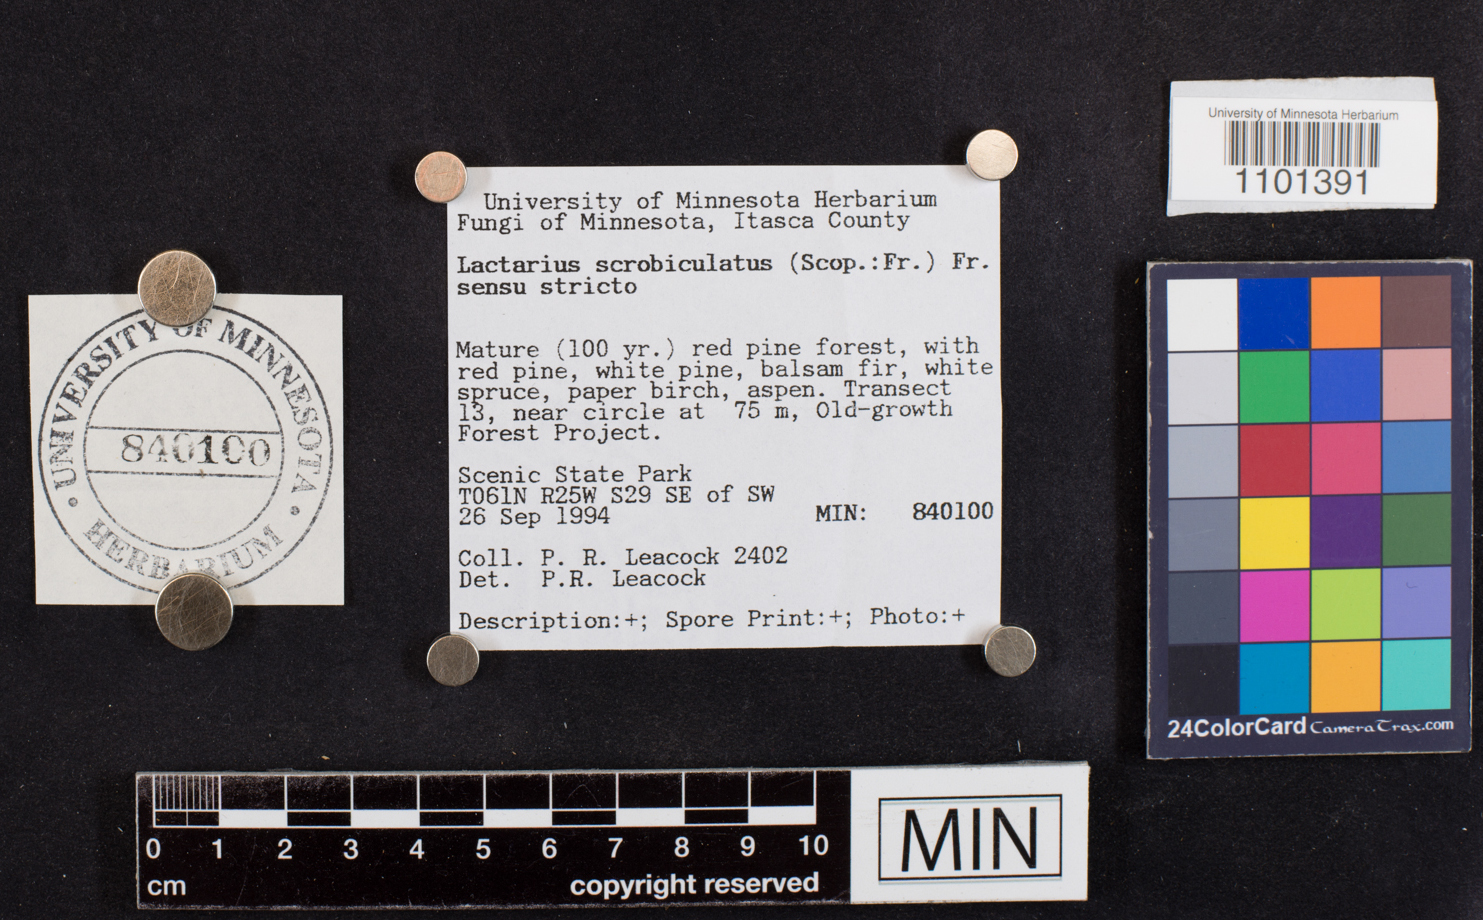 University of Minnesota Herbarium
1101391
University of Minnesota Herbarium
Fungi of Minnesota, Itasca County
Lactarius scrobiculatus (Scop.:Fr.) Fr.
sensu stricto
Mature (100 yr.) red pine forest, with
red pine, white pine, balsam fir, white
spruce, paper birch, aspen. Transect
13, near circle at 75 m, Old-growth
Forest Project.
Scenic State Park
T061N R25W S29 SE of SW
26 Sep 1994 MIN: 840100
Coll. P. R. Leacock 2402
Det. P.R. Leacock
Description:+; Spore Print:+; Photo:+
UNIVERSITY OF MINNESOTA
840100
HERBARIUM
24ColorCard CameraTrax.com
0 1 2 3 4 5 6 7 8 9 10
cm copyright reserved
MIN